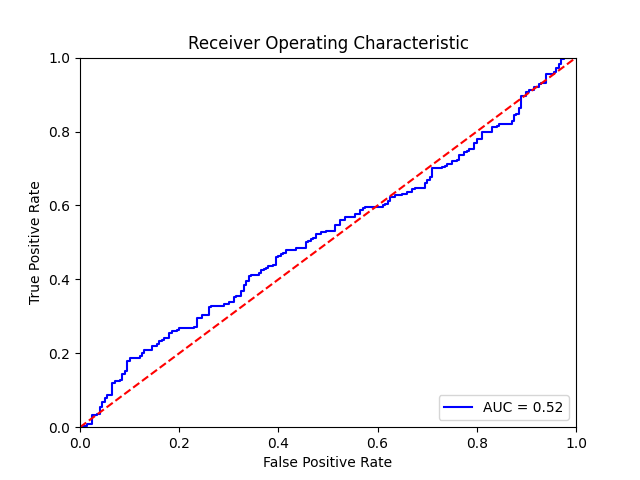 Receiver Operating Characteristic
1.0
0.8
0.6
0.4
0.2
0.0
True Positive Rate
AUC = 0.52
0.0 0.2 0.4 0.6 0.8 1.0
False Positive Rate